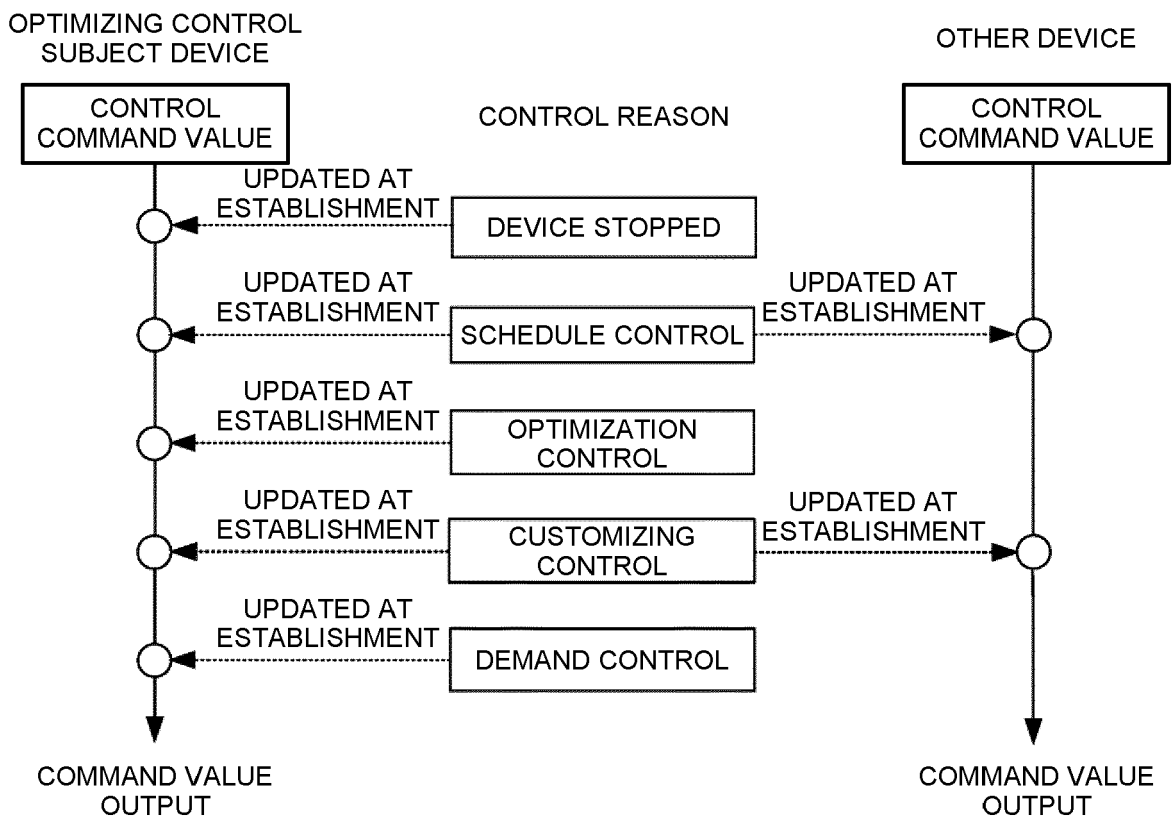 OPTIMIZING CONTROL
SUBJECT DEVICE
OTHER DEVICE
CONTROL
COMMAND VALUE
CONTROL REASON
CONTROL
COMMAND VALUE
UPDATED AT
ESTABLISHMENT
DEVICE STOPPED
UPDATED AT
ESTABLISHMENT
SCHEDULE CONTROL
UPDATED AT
ESTABLISHMENT
UPDATED AT
ESTABLISHMENT
OPTIMIZATION
CONTROL
UPDATED AT
ESTABLISHMENT
CUSTOMIZING
CONTROL
UPDATED AT
ESTABLISHMENT
UPDATED AT
ESTABLISHMENT
DEMAND CONTROL
COMMAND VALUE
OUTPUT
COMMAND VALUE
OUTPUT